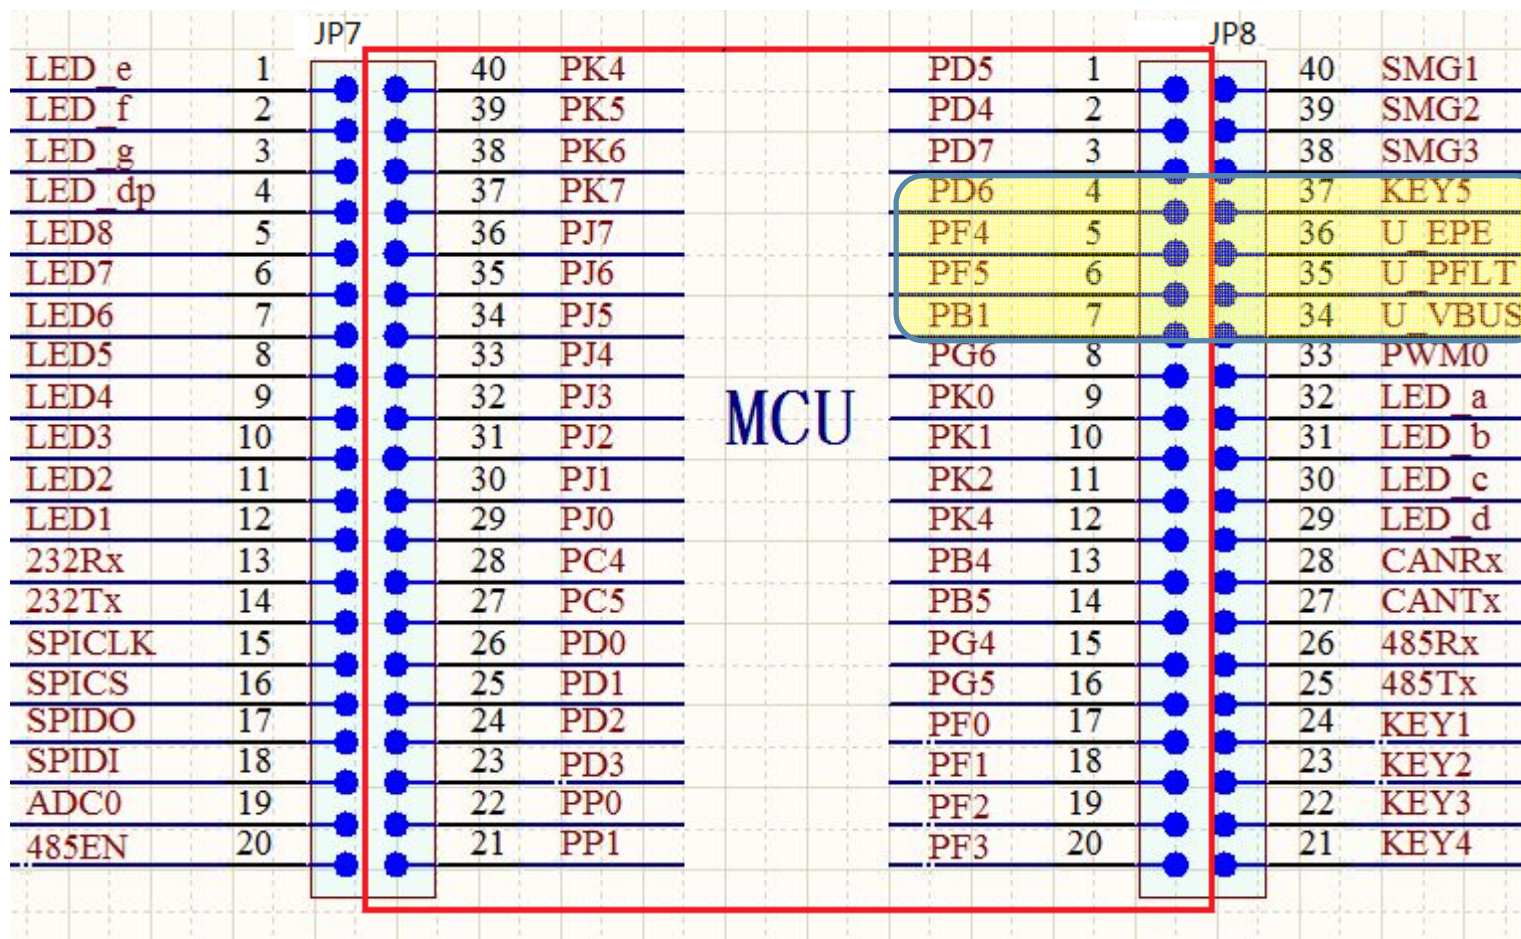 JP7 JP8
LED_e 1 40 PK4 PD5 1 40 SMG1
LED_f 2 39 PK5 PD4 2 39 SMG2
LED_g 3 38 PK6 PD7 3 38 SMG3
LED_dp 4 37 PK7 PD6 4 37 KEY5
LED8 5 36 PJ7 PF4 5 36 U_EPE
LED7 6 35 PJ6 PF5 6 35 U_PFLT
LED6 7 34 PJ5 PB1 7 34 U_VBUS
LED5 8 33 PJ4 PG6 8 33 PWM0
LED4 9 32 PJ3 MCU PK0 9 32 LED_a
LED3 10 31 PJ2 PK1 10 31 LED_b
LED2 11 30 PJ1 PK2 11 30 LED_c
LED1 12 29 PJ0 PK4 12 29 LED_d
232Rx 13 28 PC4 PB4 13 28 CANRx
232Tx 14 27 PC5 PB5 14 27 CANTx
SPICLK 15 26 PD0 PG4 15 26 485Rx
SPICS 16 25 PD1 PG5 16 25 485Tx
SPIDO 17 24 PD2 PF0 17 24 KEY1
SPIDI 18 23 PD3 PF1 18 23 KEY2
ADC0 19 22 PP0 PF2 19 22 KEY3
485EN 20 21 PP1 PF3 20 21 KEY4